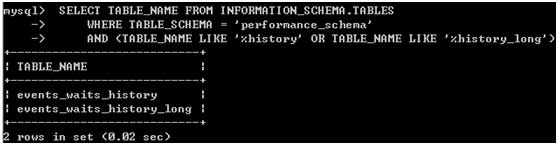 mysql> SELECT TABLE_NAME FROM INFORMATION_SCHEMA.TABLES
-> WHERE TABLE_SCHEMA = 'performance_schema'
-> AND (TABLE_NAME LIKE '%history' OR TABLE_NAME LIKE '%history_long')
+---------------------------+
| TABLE_NAME |
+---------------------------+
| events_waits_history |
| events_waits_history_long |
+---------------------------+
2 rows in set (0.02 sec)